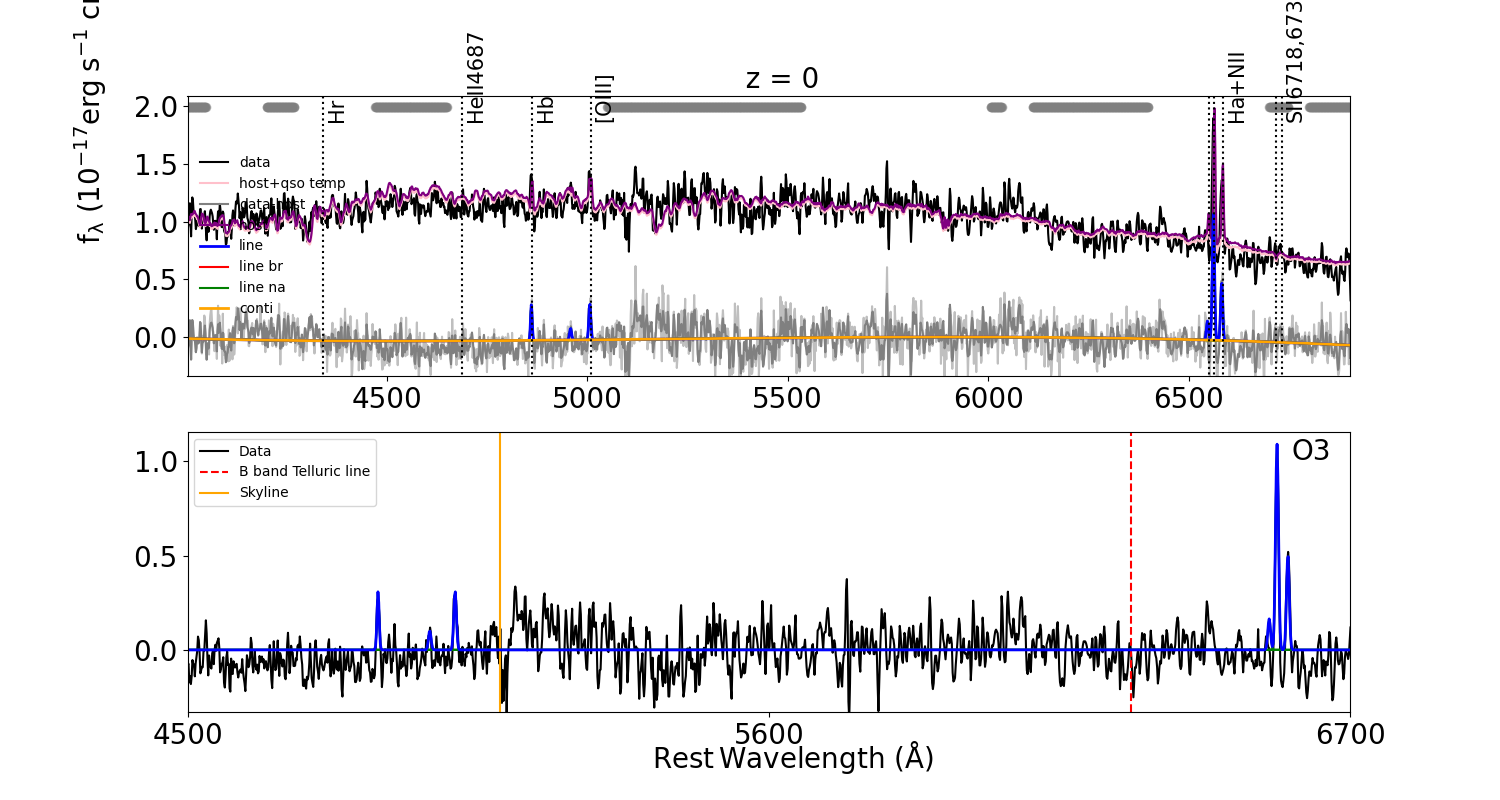 z = 0
Hr
HeII4687
Hb
[OIII]
Ha+NII
SII6718,673
f_λ (10^−17 erg s^−1 c
2.0
1.5
1.0
0.5
0.0
data
host+qso temp
data-host
line
line br
line na
conti
4500 5000 5500 6000 6500
O3
Data
B band Telluric line
Skyline
1.0
0.5
0.0
4500 5600 6700
Rest Wavelength (Å)